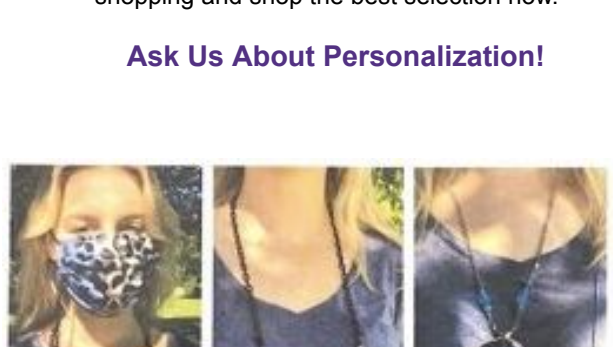 shopping and shop the best selection now.
Ask Us About Personalization!